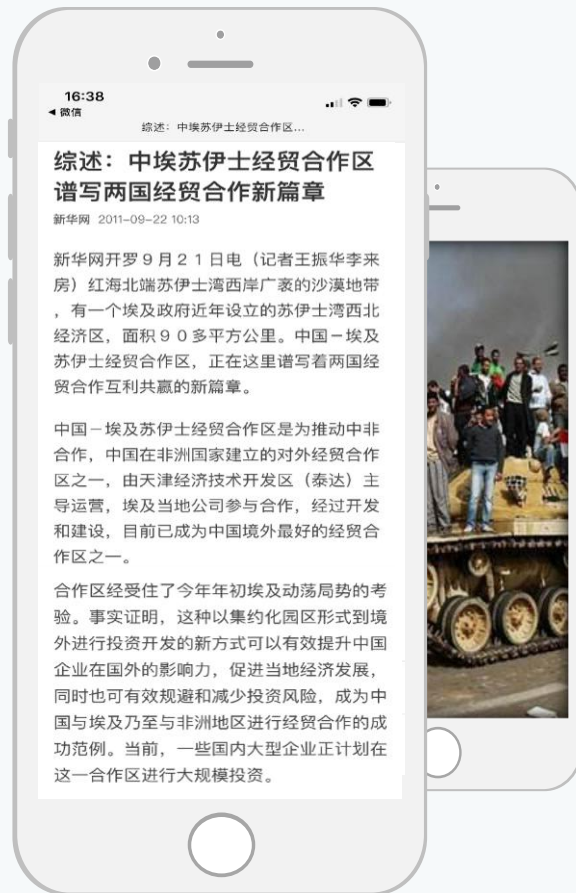 16:38
◀ 微信
综述：中埃苏伊士经贸合作区...
综述：中埃苏伊士经贸合作区
谱写两国经贸合作新篇章
新华网 2011-09-22 10:13
新华网开罗９月２１日电（记者王振华李来
房）红海北端苏伊士湾西岸广袤的沙漠地带
，有一个埃及政府近年设立的苏伊士湾西北
经济区，面积９０多平方公里。中国－埃及
苏伊士经贸合作区，正在这里谱写着两国经
贸合作互利共赢的新篇章。
中国－埃及苏伊士经贸合作区是为推动中非
合作，中国在非洲国家建立的对外经贸合作
区之一，由天津经济技术开发区（泰达）主
导运营，埃及当地公司参与合作，经过开发
和建设，目前已成为中国境外最好的经贸合
作区之一。
合作区经受住了今年年初埃及动荡局势的考
验。事实证明，这种以集约化园区形式到境
外进行投资开发的新方式可以有效提升中国
企业在国外的影响力，促进当地经济发展，
同时也可有效规避和减少投资风险，成为中
国与埃及乃至与非洲地区进行经贸合作的成
功范例。当前，一些国内大型企业正计划在
这一合作区进行大规模投资。